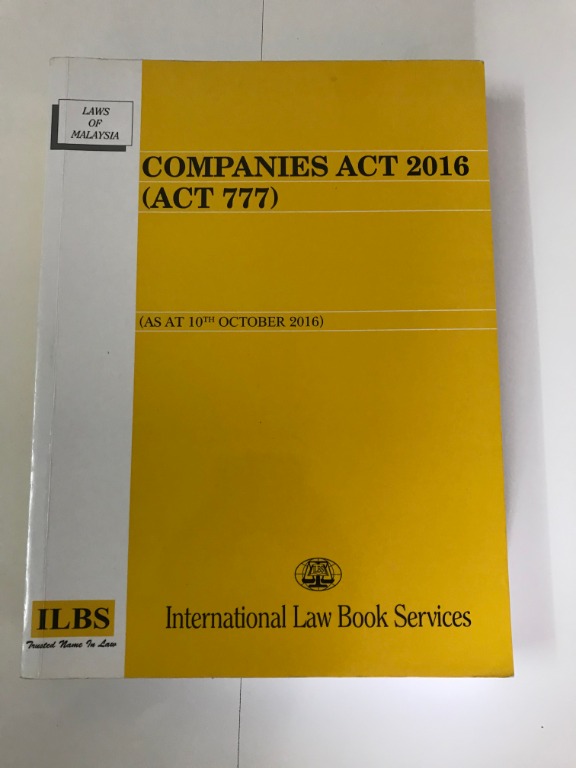 LAWS
OF
MALAYSIA
COMPANIES ACT 2016
(ACT 777)
(AS AT 10TH OCTOBER 2016)
International Law Book Services
ILBS
Trusted Name In Law